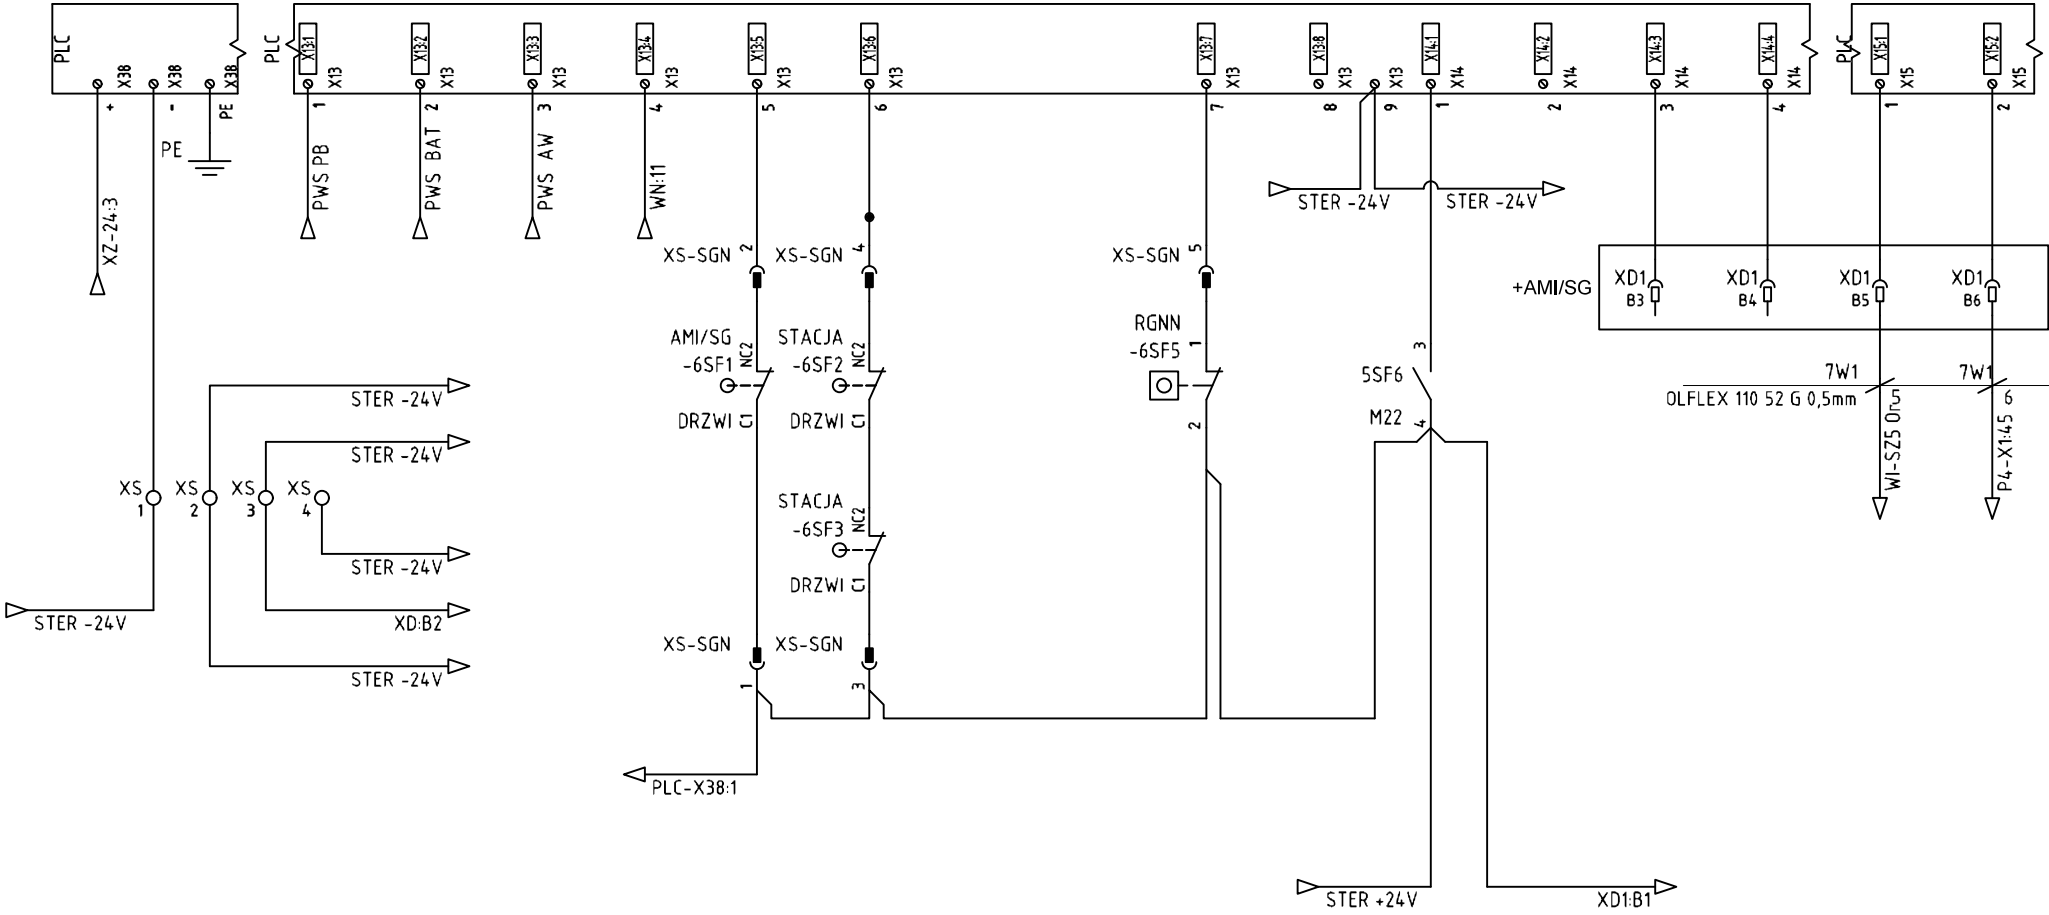 PLC
X38
X38
X38
+
-
PE
PE
XZ-24:3
PLC
X13:1
X13:2
X13:3
X13:4
X13:5
X13:6
X13:7
X13:8
X14:1
X14:2
X14:3
X14:4
X13
X13
X13
X13
X13
X13
X13
X13
X13
X14
X14
X14
X14
1
2
3
4
5
6
7
8
9
1
2
3
4
PLC
X15:1
X15:2
X15
X15
1
2
PWS PB
PWS BAT
PWS AW
WN:11
STER -24V
STER -24V
XS-SGN
2
XS-SGN
4
XS-SGN
5
+AMI/SG
XD1
B3
XD1
B4
XD1
B5
XD1
B6
AMI/SG
-6SF1
NC2
DRZWI
C1
STACJA
-6SF2
NC2
DRZWI
C1
RGNN
-6SF5
1
2
3
5SF6
M22
4
7W1
7W1
OLFLEX 110 52 G 0,5mm
5
6
WI-SZ5 Or
P4-X1:45
STER -24V
STER -24V
XS
1
XS
2
XS
3
XS
4
STER -24V
STER -24V
XD:B2
STER -24V
STACJA
-6SF3
NC2
DRZWI
C1
XS-SGN
1
XS-SGN
3
PLC-X38:1
STER +24V
XD1:B1